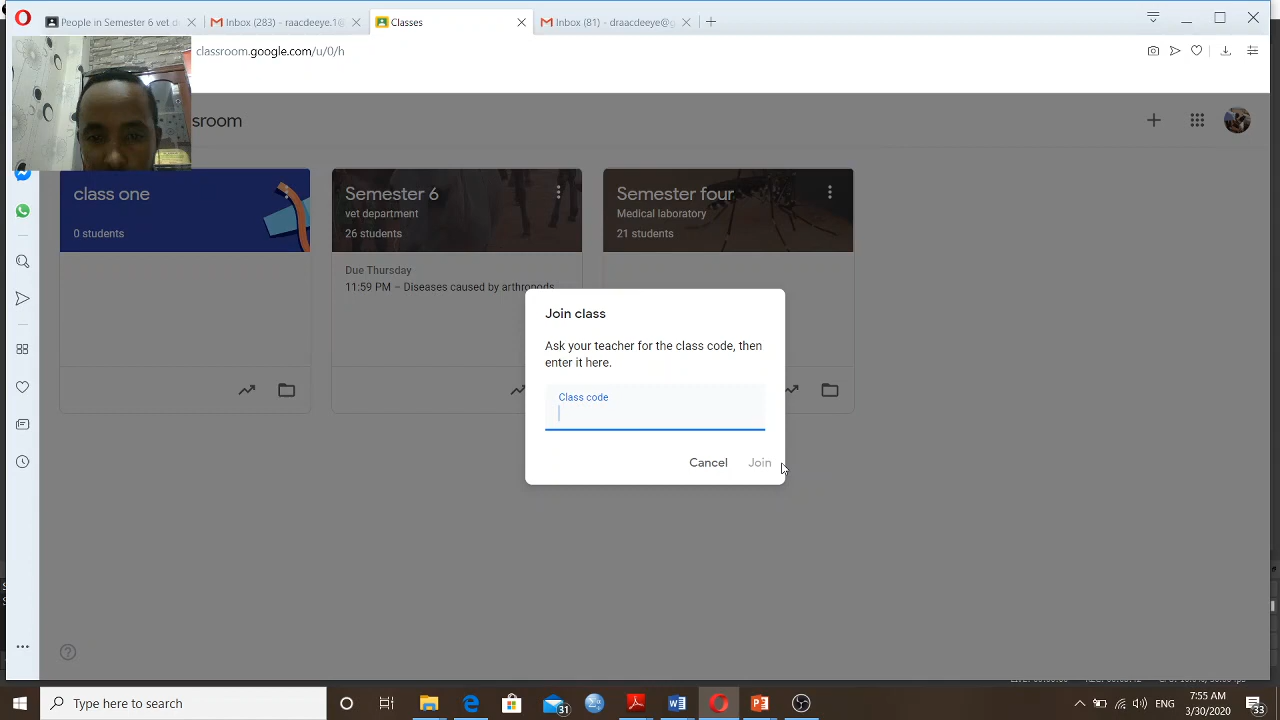 People in Semester 6 vet d
Inbox (283) - raacdeeye.1@
Classes
Inbox (81) - draacdeeye@g
classroom.google.com/u/0/h
sroom
class one
0 students
Semester 6
vet department
26 students
Due Thursday
11:59 PM – Diseases caused by arthropods
Semester four
Medical laboratory
21 students
Join class
Ask your teacher for the class code, then
enter it here.
Class code
Cancel
Join
Type here to search
31
7:55 AM
3/30/2020
33